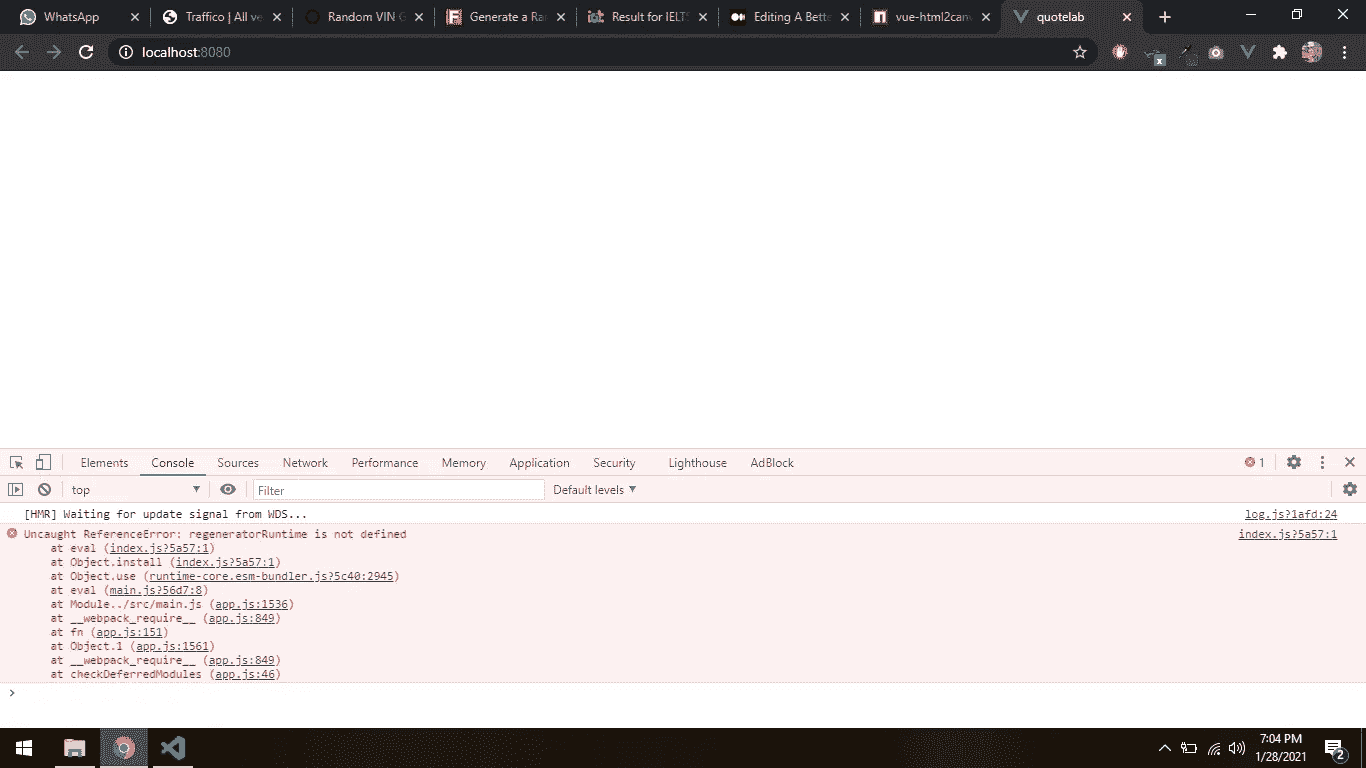 WhatsApp
Traffico | All ve
Random VIN G
Generate a Ra
Result for IELTS
Editing A Bette
vue-html2canv
quotelab
localhost:8080
x
Elements
Console
Sources
Network
Performance
Memory
Application
Security
Lighthouse
AdBlock
1
top
Filter
Default levels
[HMR] Waiting for update signal from WDS... log.js?1afd:24
Uncaught ReferenceError: regeneratorRuntime is not defined index.js?5a57:1
at eval (index.js?5a57:1)
at Object.install (index.js?5a57:1)
at Object.use (runtime-core.esm-bundler.js?5c40:2945)
at eval (main.js?56d7:8)
at Module../src/main.js (app.js:1536)
at __webpack_require__ (app.js:849)
at fn (app.js:151)
at Object.1 (app.js:1561)
at __webpack_require__ (app.js:849)
at checkDeferredModules (app.js:46)
7:04 PM
1/28/2021
2